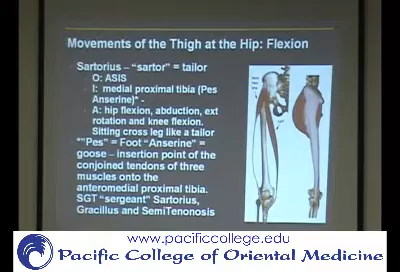 Movements of the Thigh at the Hip: Flexion
Sartorius – “sartor” = tailor
O: ASIS
– I: medial proximal tibia (Pes
Anserine)* -
– A: hip flexion, abduction, ext
rotation and knee flexion.
Sitting cross leg like a tailor
*”Pes” = Foot “Anserine” =
goose – insertion point of the
conjoined tendons of three
muscles onto the
anteromedial proximal tibia.
SGT “sergeant” Sartorius,
Gracilus and SemiTenonosis
www.pacificcollege.edu
Pacific College of Oriental Medicine